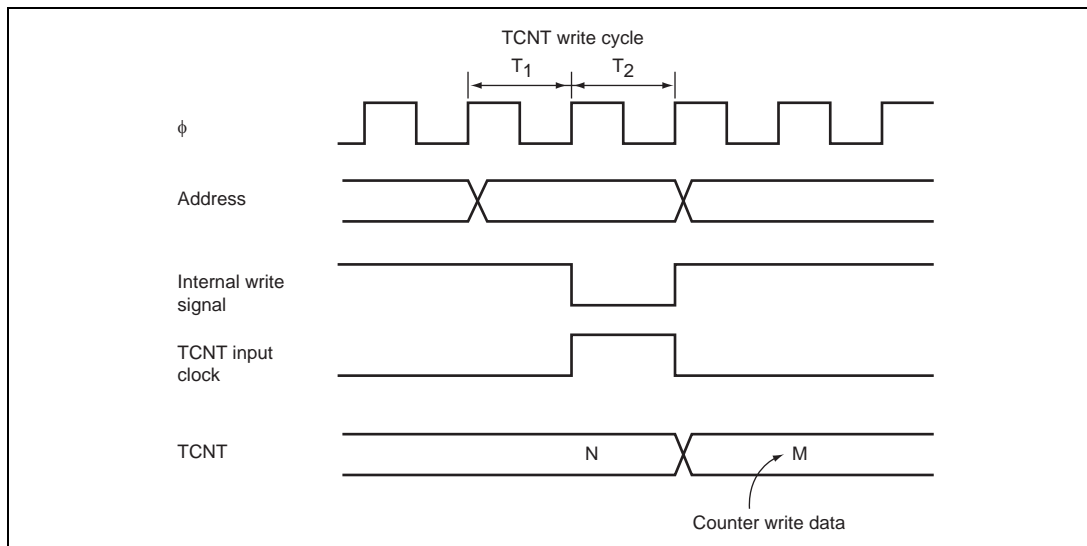 TCNT write cycle
T1 T2
ϕ
Address
Internal write
signal
TCNT input
clock
TCNT
N M
Counter write data